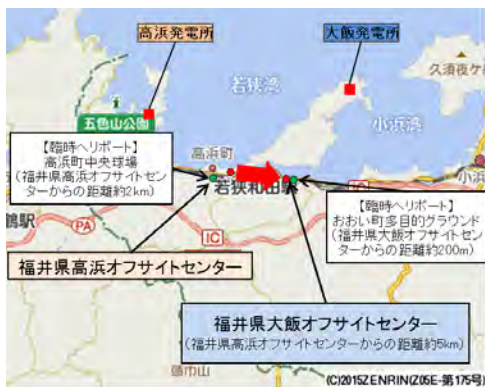 高浜発電所
大飯発電所
久須夜ケ
若狭湾
五色山公園
小浜湾
【臨時ヘリポート】
高浜町中央球場
(福井県高浜オフサイトセン
ターからの距離約2km)
高浜町
若狭和田駅
小浜
鶴駅
PA
IC
IC
【臨時ヘリポート】
おおい町多目的グラウンド
(福井県大飯オフサイトセン
ターからの距離約200m)
福井県高浜オフサイトセンター
福井県大飯オフサイトセンター
(福井県高浜オフサイトセンターからの距離約5km)
頭巾山
(C)2015ZENRIN(Z05E-第175号)